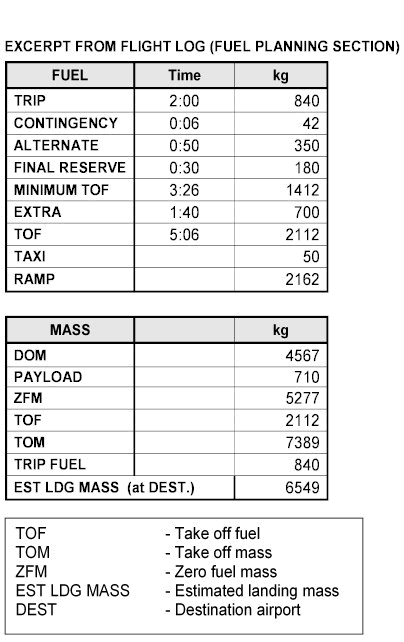 EXCERPT FROM FLIGHT LOG (FUEL PLANNING SECTION)
FUEL Time kg
TRIP 2:00 840
CONTINGENCY 0:06 42
ALTERNATE 0:50 350
FINAL RESERVE 0:30 180
MINIMUM TOF 3:26 1412
EXTRA 1:40 700
TOF 5:06 2112
TAXI 50
RAMP 2162
MASS kg
DOM 4567
PAYLOAD 710
ZFM 5277
TOF 2112
TOM 7389
TRIP FUEL 840
EST LDG MASS (at DEST.) 6549
TOF - Take off fuel
TOM - Take off mass
ZFM - Zero fuel mass
EST LDG MASS - Estimated landing mass
DEST - Destination airport